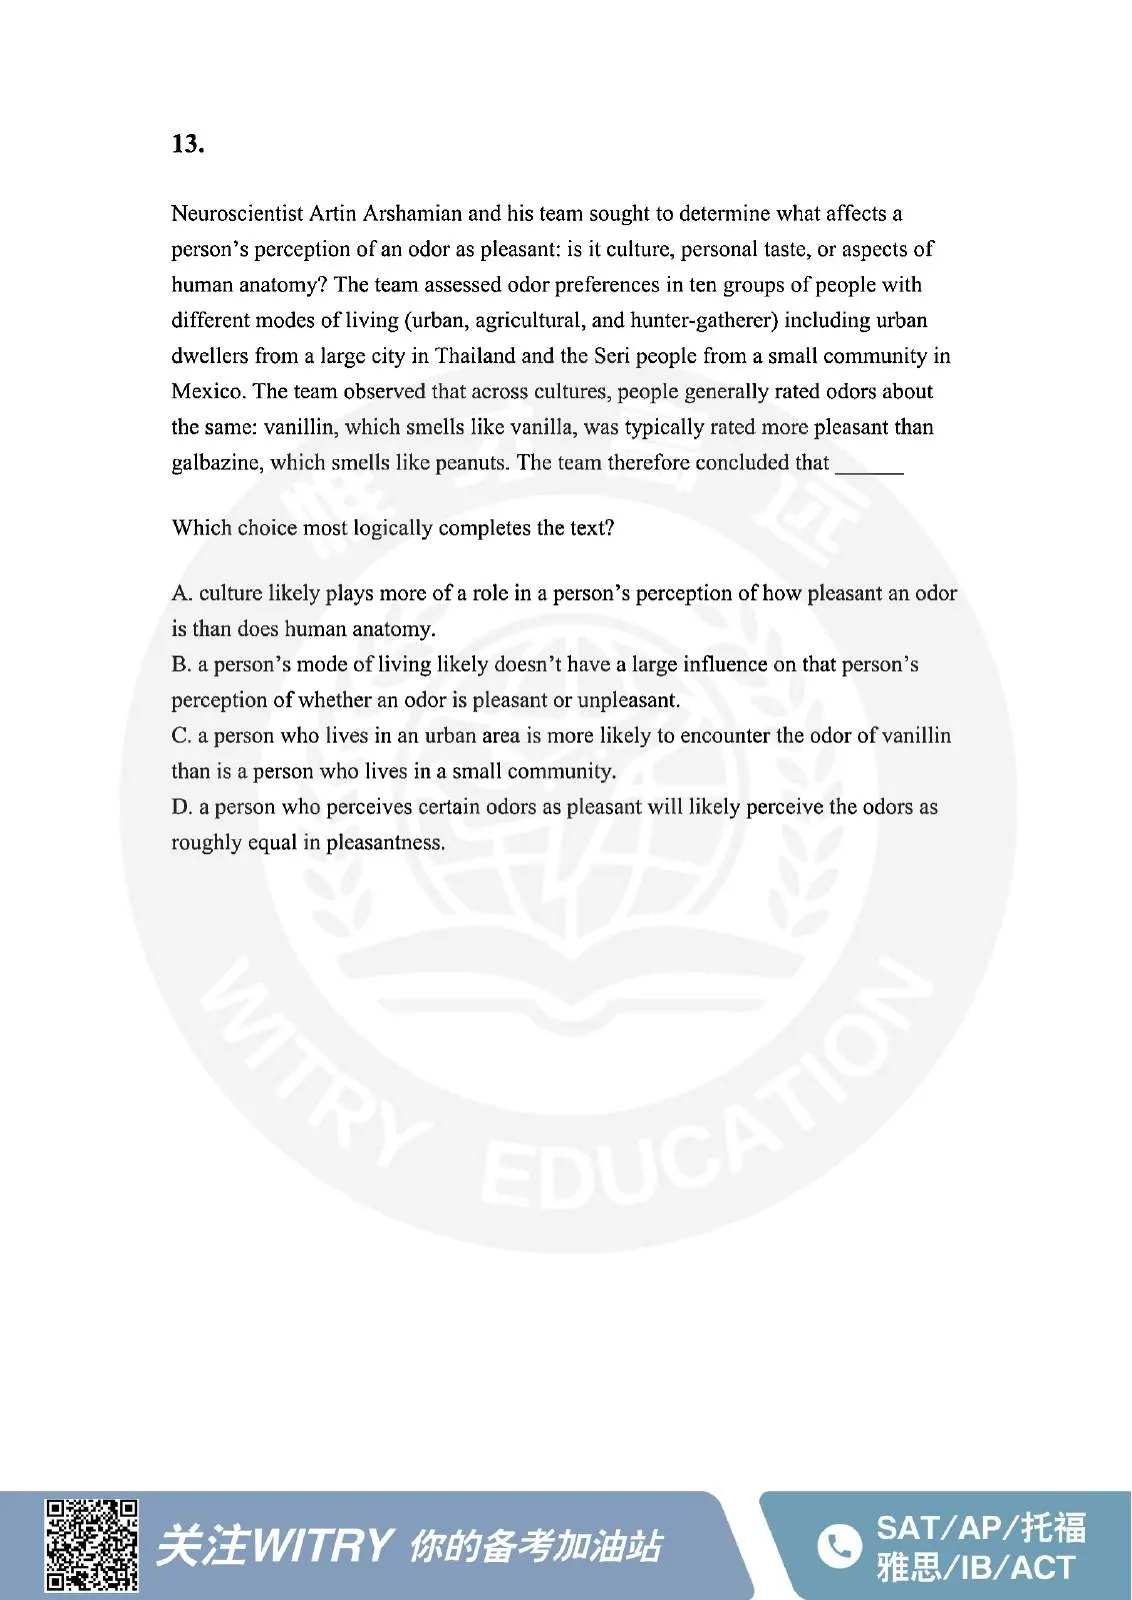 13.
Neuroscientist Artin Arshamian and his team sought to determine what affects a
person's perception of an odor as pleasant: is it culture, personal taste, or aspects of
human anatomy? The team assessed odor preferences in ten groups of people with
different modes of living (urban, agricultural, and hunter-gatherer) including urban
dwellers from a large city in Thailand and the Seri people from a small community in
Mexico. The team observed that across cultures, people generally rated odors about
the same: vanillin, which smells like vanilla, was typically rated more pleasant than
galbazine, which smells like peanuts. The team therefore concluded that ______
Which choice most logically completes the text?
A. culture likely plays more of a role in a person's perception of how pleasant an odor
is than does human anatomy.
B. a person's mode of living likely doesn't have a large influence on that person's
perception of whether an odor is pleasant or unpleasant.
C. a person who lives in an urban area is more likely to encounter the odor of vanillin
than is a person who lives in a small community.
D. a person who perceives certain odors as pleasant will likely perceive the odors as
roughly equal in pleasantness.
WITRY EDUCATION
关注WITRY 你的备考加油站
SAT/AP/托福
雅思/IB/ACT